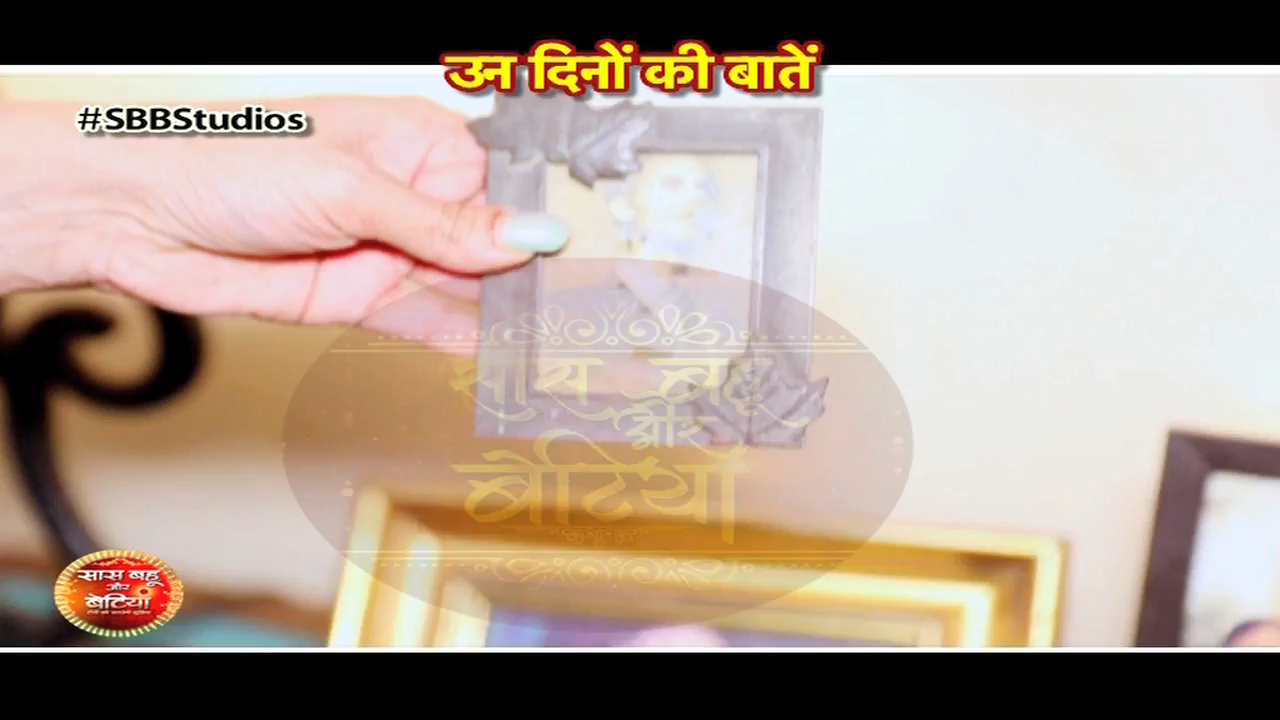 उन दिनों की बातें
#SBBStudios
सास बहू
और
बेटियाँ
सास बहू
और
बेटियां